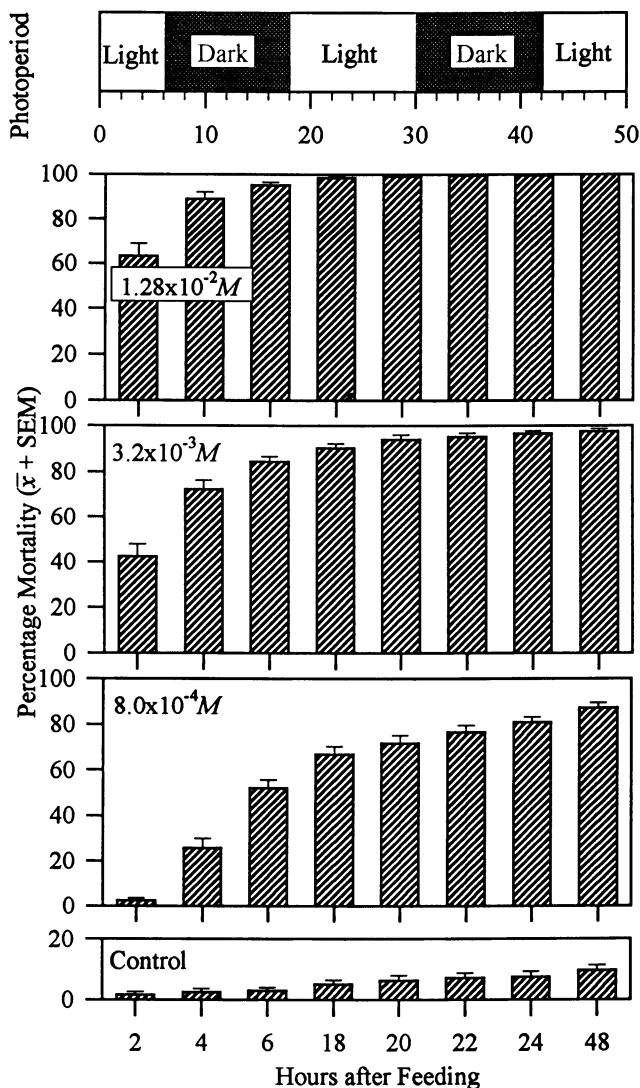 Photoperiod
Light Dark Light Dark Light
0 10 20 30 40 50
Percentage Mortality (x̄ + SEM)
100
80
60
1.28x10⁻²M
40
20
0
100
3.2x10⁻³M
80
60
40
20
0
100
8.0x10⁻⁴M
80
60
40
20
0
20
Control
0
2 4 6 18 20 22 24 48
Hours after Feeding